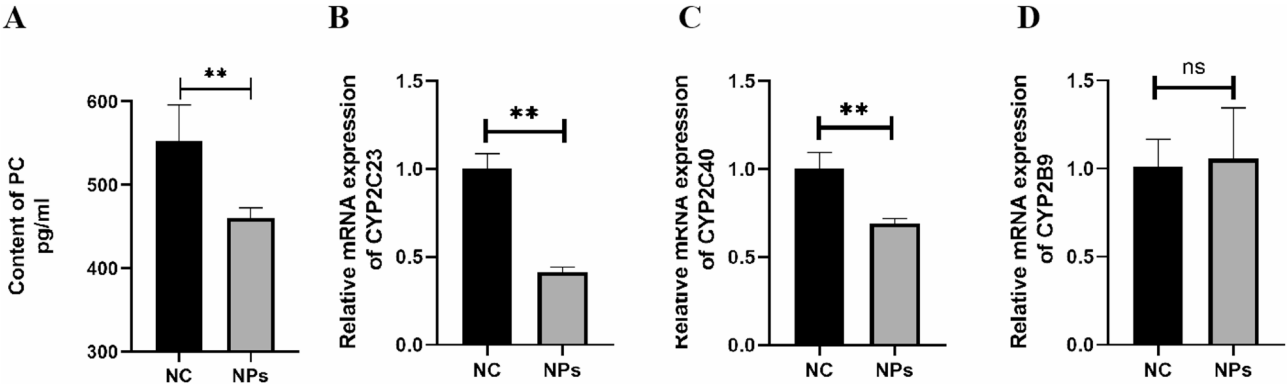 A
Content of PC
pg/ml
600
500
400
300
**
NC NPs
B
Relative mRNA expression
of CYP2C23
1.5
1.0
0.5
0.0
**
NC NPs
C
Relative mRNA expression
of CYP2C40
1.5
1.0
0.5
0.0
**
NC NPs
D
Relative mRNA expression
of CYP2B9
1.5
1.0
0.5
0.0
ns
NC NPs